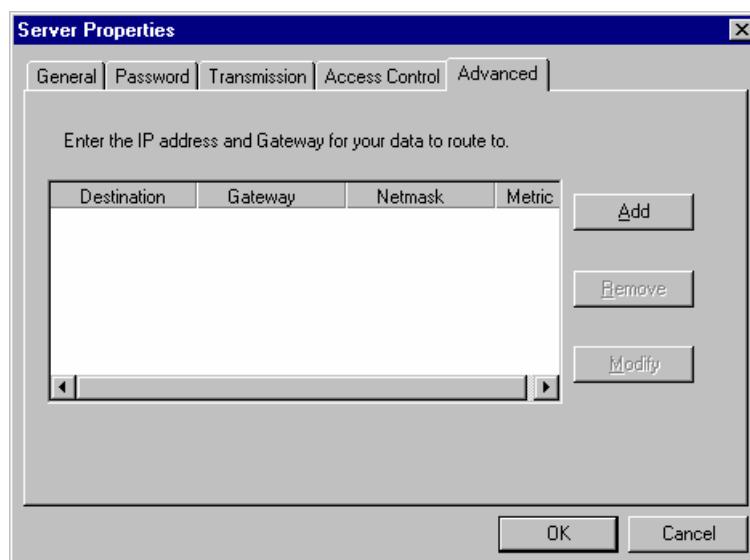 Server Properties
General Password Transmission Access Control Advanced
Enter the IP address and Gateway for your data to route to.
Destination Gateway Netmask Metric
Add
Remove
Modify
OK Cancel